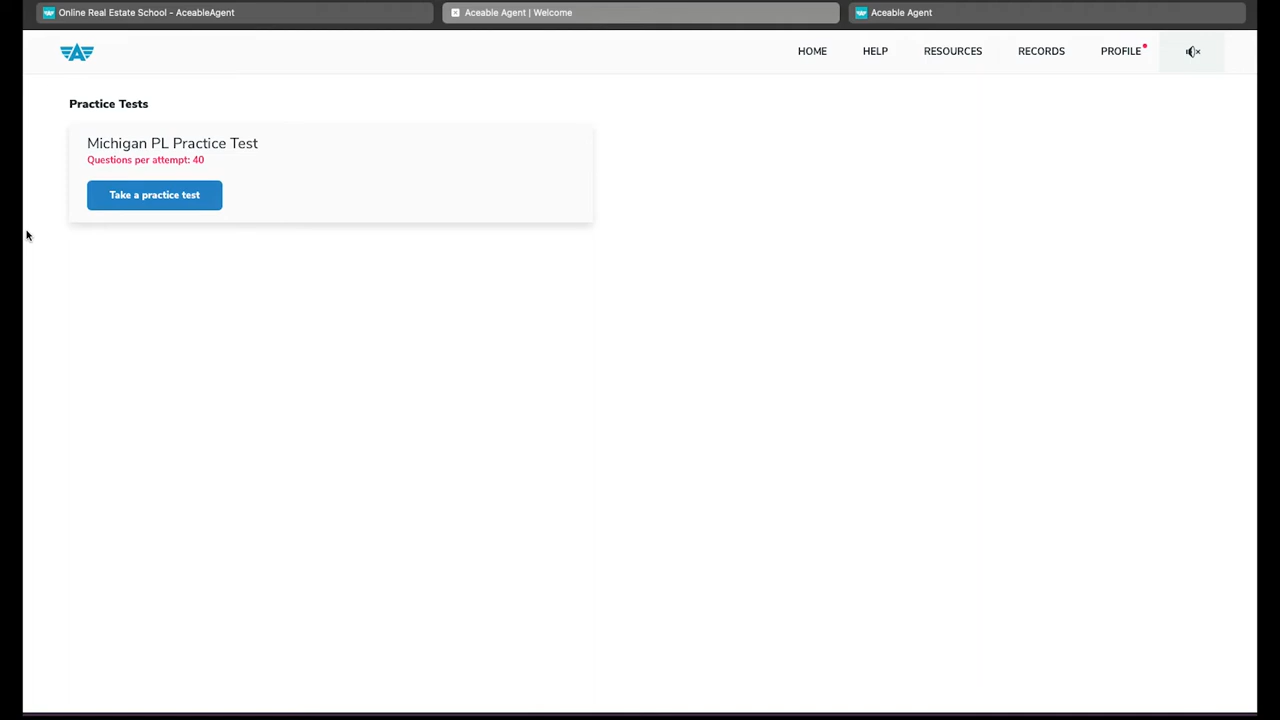 Online Real Estate School - AceableAgent
Aceable Agent | Welcome
Aceable Agent
HOME
HELP
RESOURCES
RECORDS
PROFILE
Practice Tests
Michigan PL Practice Test
Questions per attempt: 40
Take a practice test